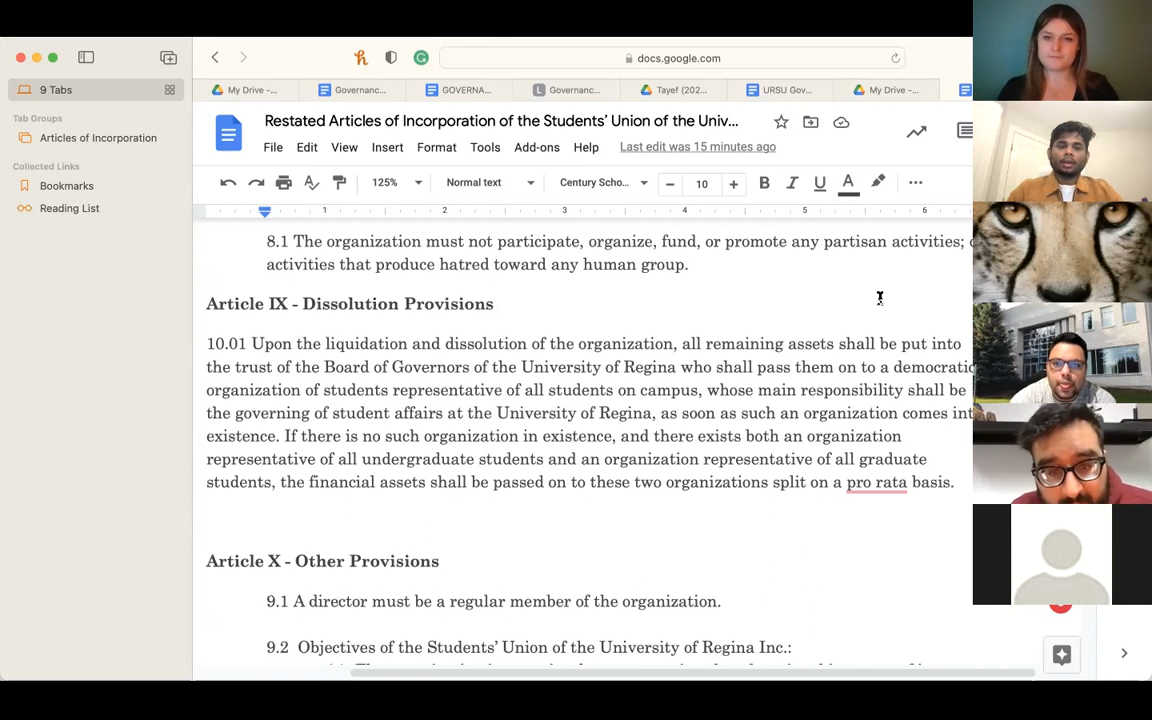 docs.google.com
9 Tabs
My Drive -...
Governanc...
GOVERNA...
Governanc...
Tayef (202...
URSU Gov...
My Drive -...
Tab Groups
Articles of Incorporation
Collected Links
Bookmarks
Reading List
Restated Articles of Incorporation of the Students' Union of the Univ...
File Edit View Insert Format Tools Add-ons Help Last edit was 15 minutes ago
125% Normal text Century Scho... 10 B I U A
1 2 3 4 5 6
8.1 The organization must not participate, organize, fund, or promote any partisan activities;
activities that produce hatred toward any human group.
Article IX - Dissolution Provisions
10.01 Upon the liquidation and dissolution of the organization, all remaining assets shall be put into
the trust of the Board of Governors of the University of Regina who shall pass them on to a democratic
organization of students representative of all students on campus, whose main responsibility shall be
the governing of student affairs at the University of Regina, as soon as such an organization comes int
existence. If there is no such organization in existence, and there exists both an organization
representative of all undergraduate students and an organization representative of all graduate
students, the financial assets shall be passed on to these two organizations split on a pro rata basis.
Article X - Other Provisions
9.1 A director must be a regular member of the organization.
9.2 Objectives of the Students' Union of the University of Regina Inc.: